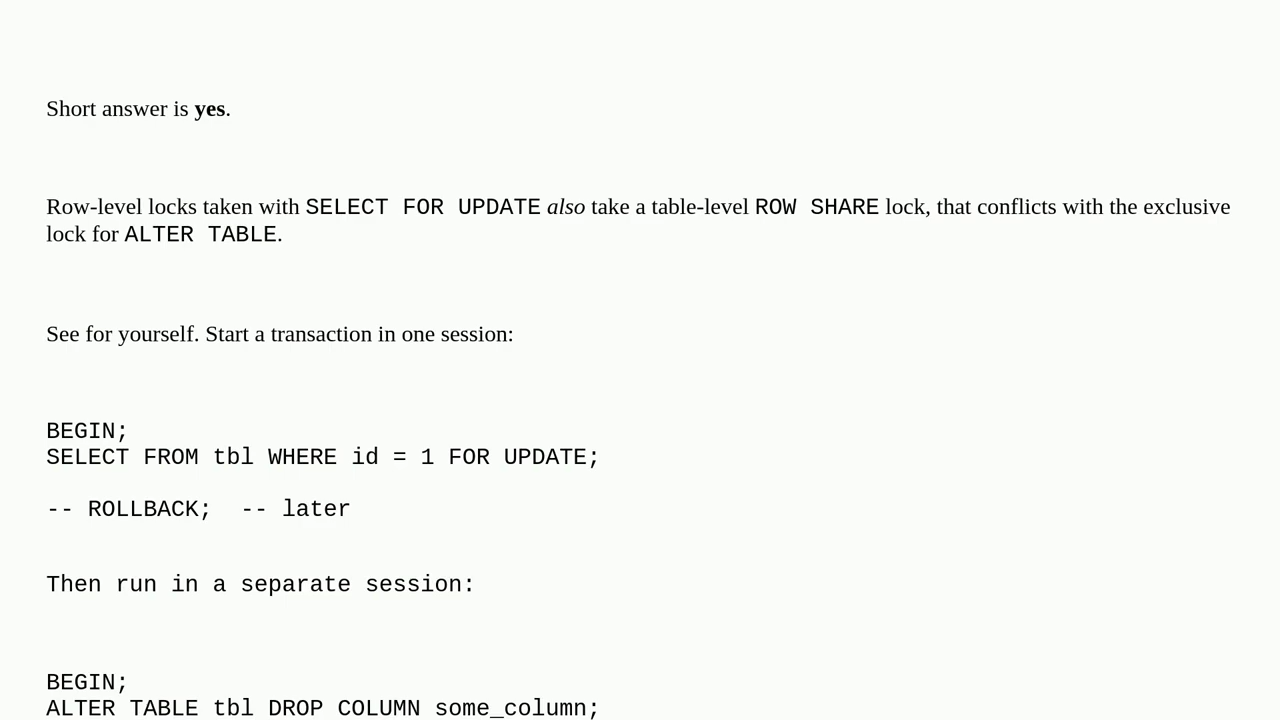 Short answer is yes.
Row-level locks taken with SELECT FOR UPDATE also take a table-level ROW SHARE lock, that conflicts with the exclusive
lock for ALTER TABLE.
See for yourself. Start a transaction in one session:
BEGIN;
SELECT FROM tbl WHERE id = 1 FOR UPDATE;
-- ROLLBACK;  -- later
Then run in a separate session:
BEGIN;
ALTER TABLE tbl DROP COLUMN some_column;